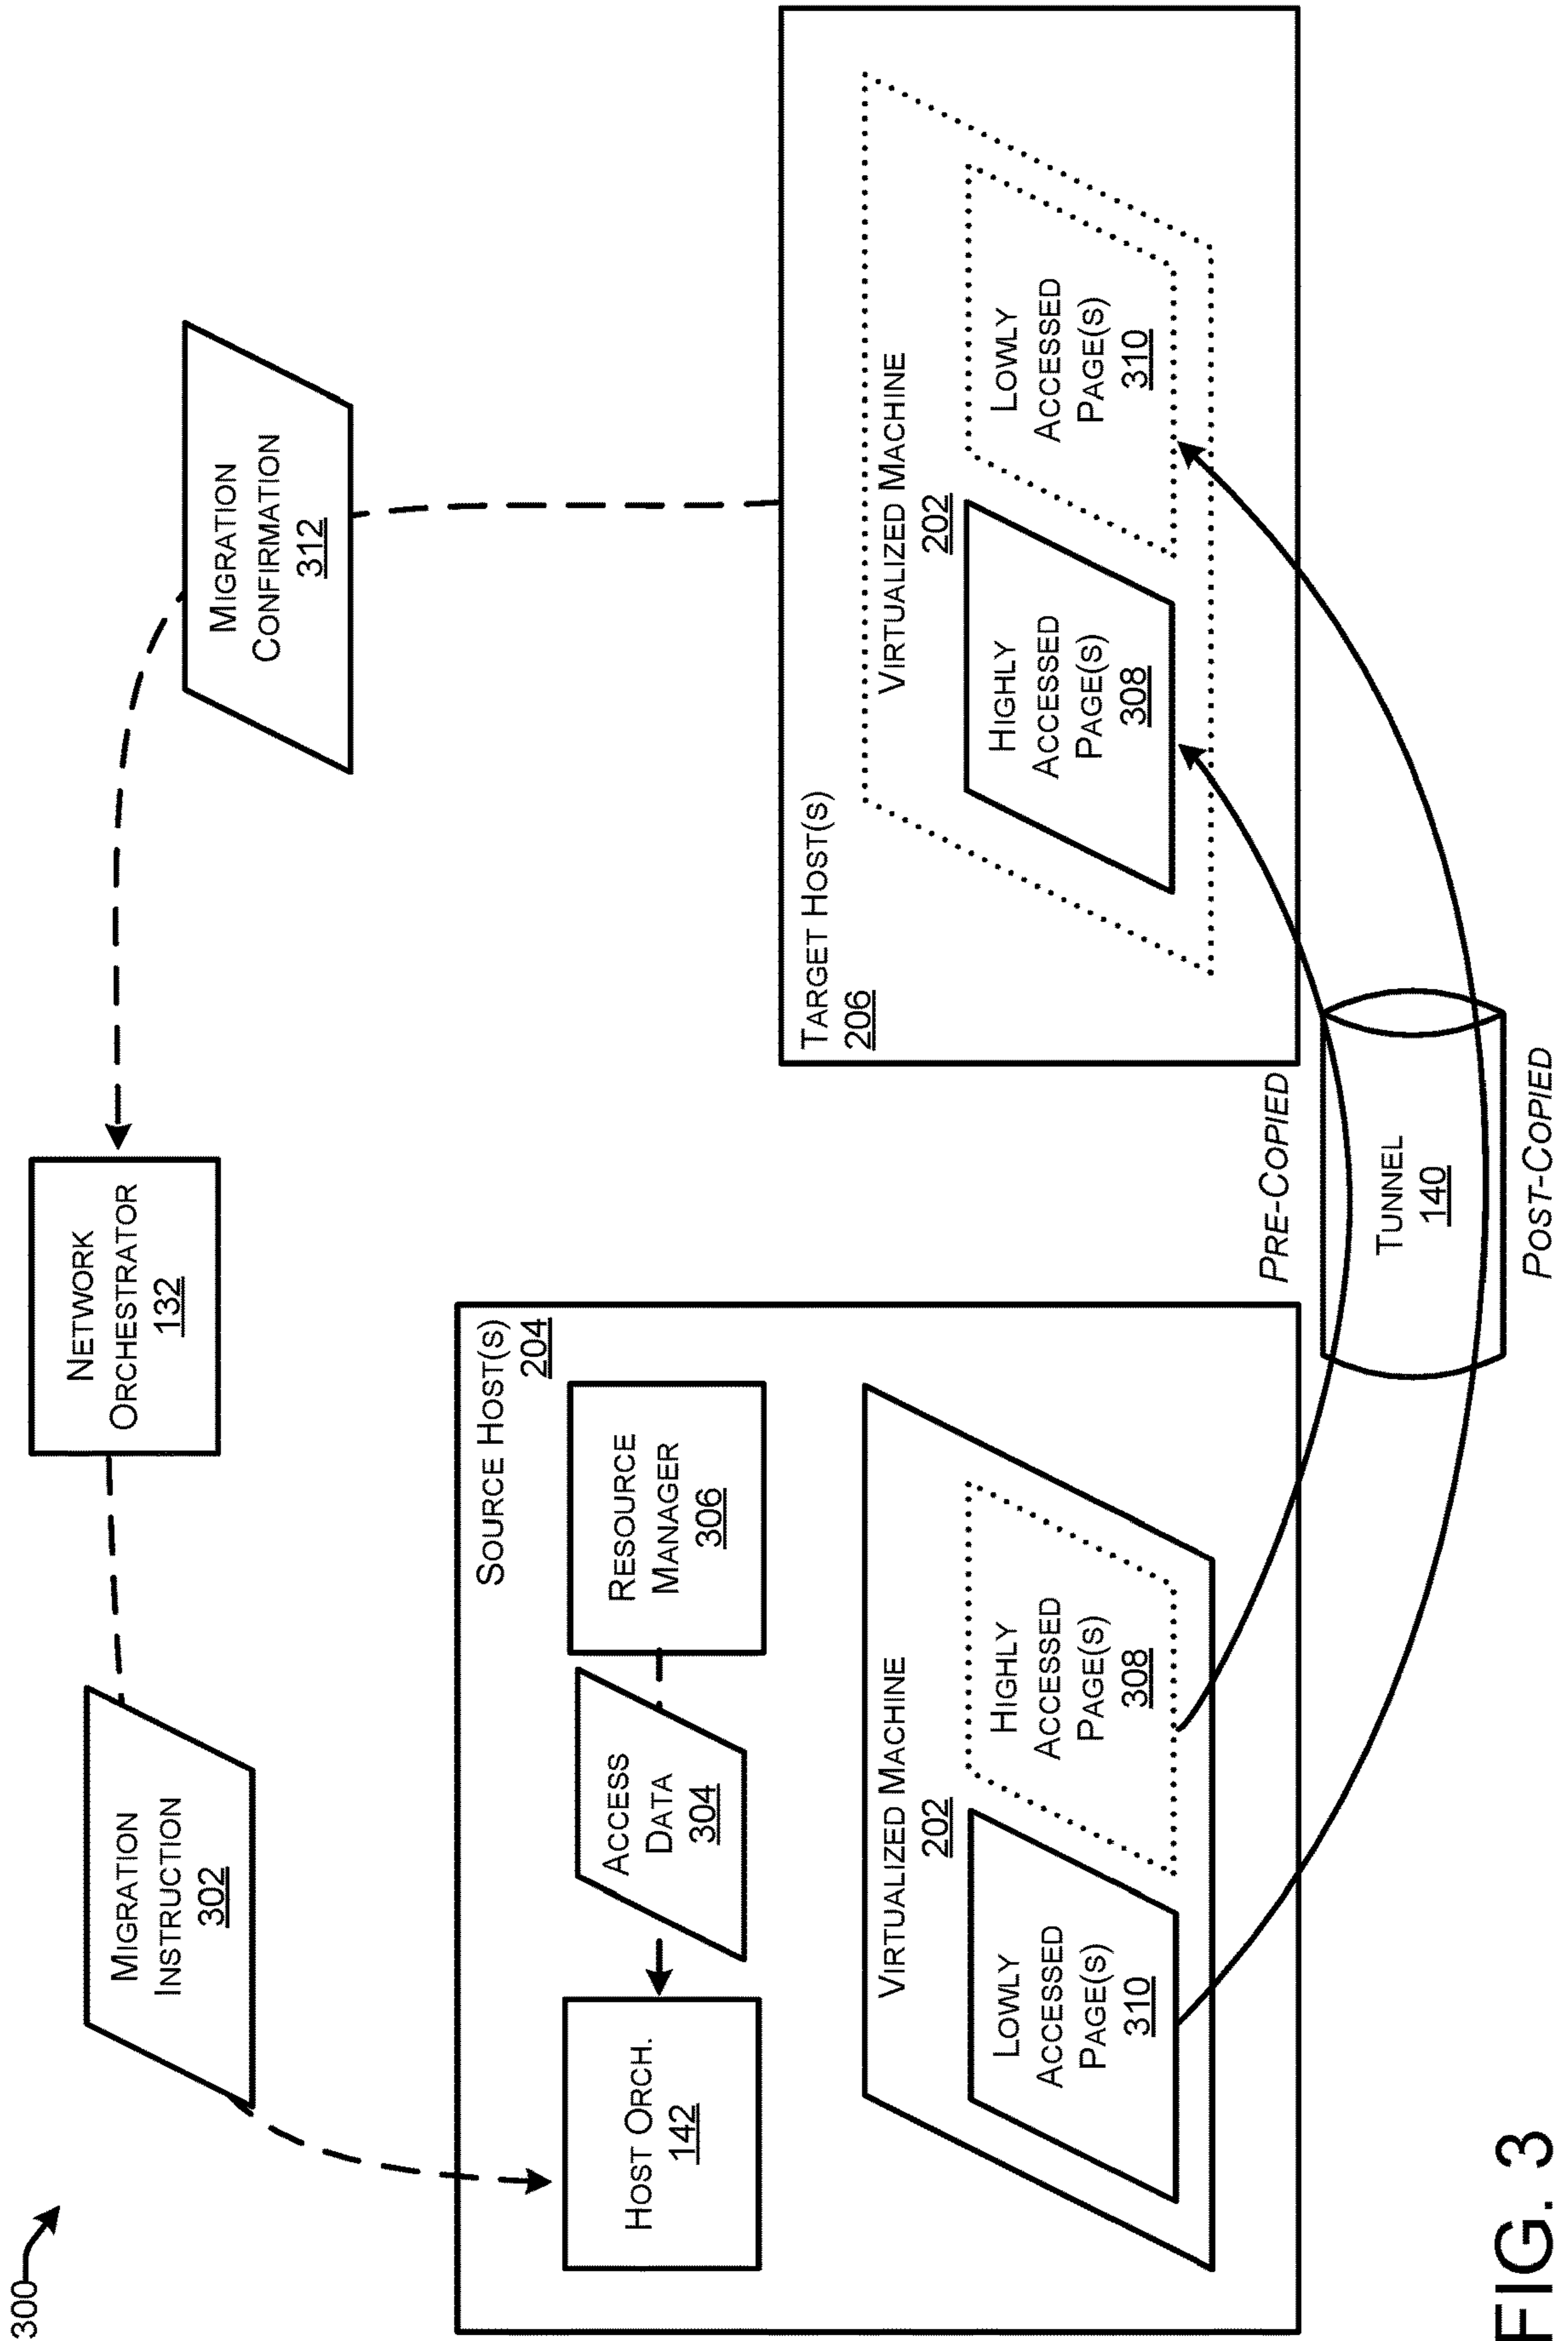 300
MIGRATION
INSTRUCTION
302
NETWORK
ORCHESTRATOR
132
MIGRATION
CONFIRMATION
312
SOURCE HOST(S)
204
HOST ORCH.
142
ACCESS
DATA
304
RESOURCE
MANAGER
306
VIRTUALIZED MACHINE
202
LOWLY
ACCESSED
PAGE(S)
310
HIGHLY
ACCESSED
PAGE(S)
308
TARGET HOST(S)
206
VIRTUALIZED MACHINE
202
HIGHLY
ACCESSED
PAGE(S)
308
LOWLY
ACCESSED
PAGE(S)
310
PRE-COPIED
TUNNEL
140
POST-COPIED
FIG. 3